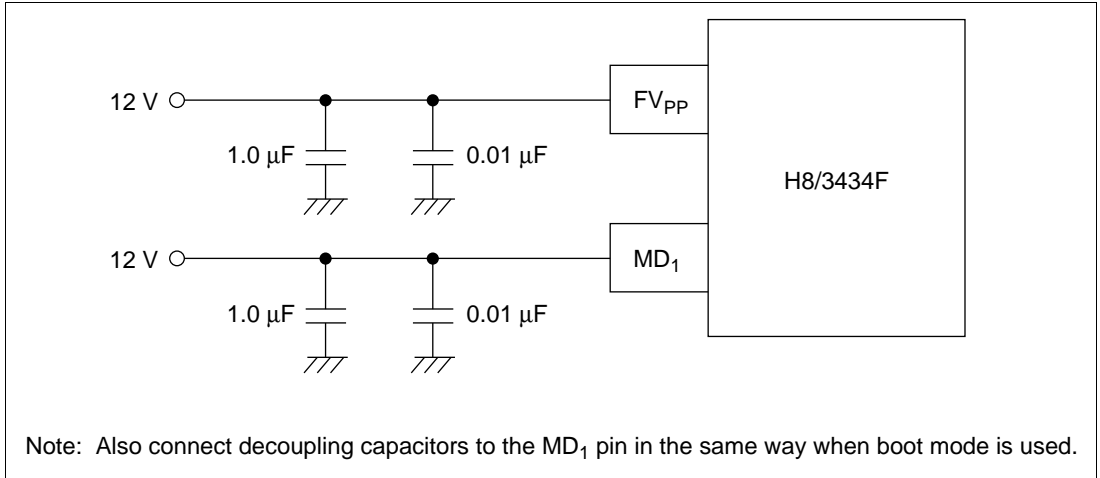 12 V
FVPP
1.0 μF
0.01 μF
H8/3434F
12 V
MD1
1.0 μF
0.01 μF
Note: Also connect decoupling capacitors to the MD1 pin in the same way when boot mode is used.